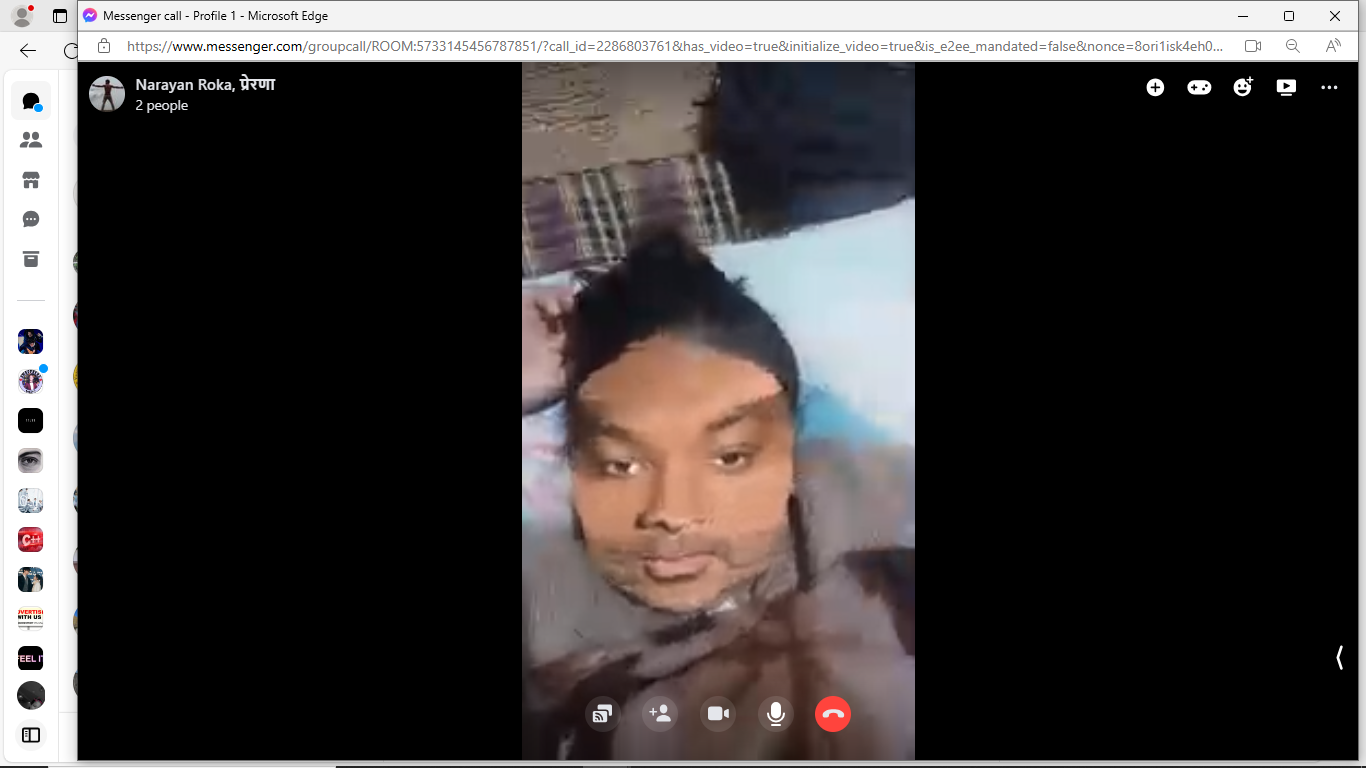 Messenger call - Profile 1 - Microsoft Edge
https://www.messenger.com/groupcall/ROOM:5733145456787851/?call_id=2286803761&has_video=true&initialize_video=true&is_e2ee_mandated=false&nonce=8ori1isk4eh0...
Narayan Roka, प्रेरणा
2 people
C++
WITH US
FEEL IT